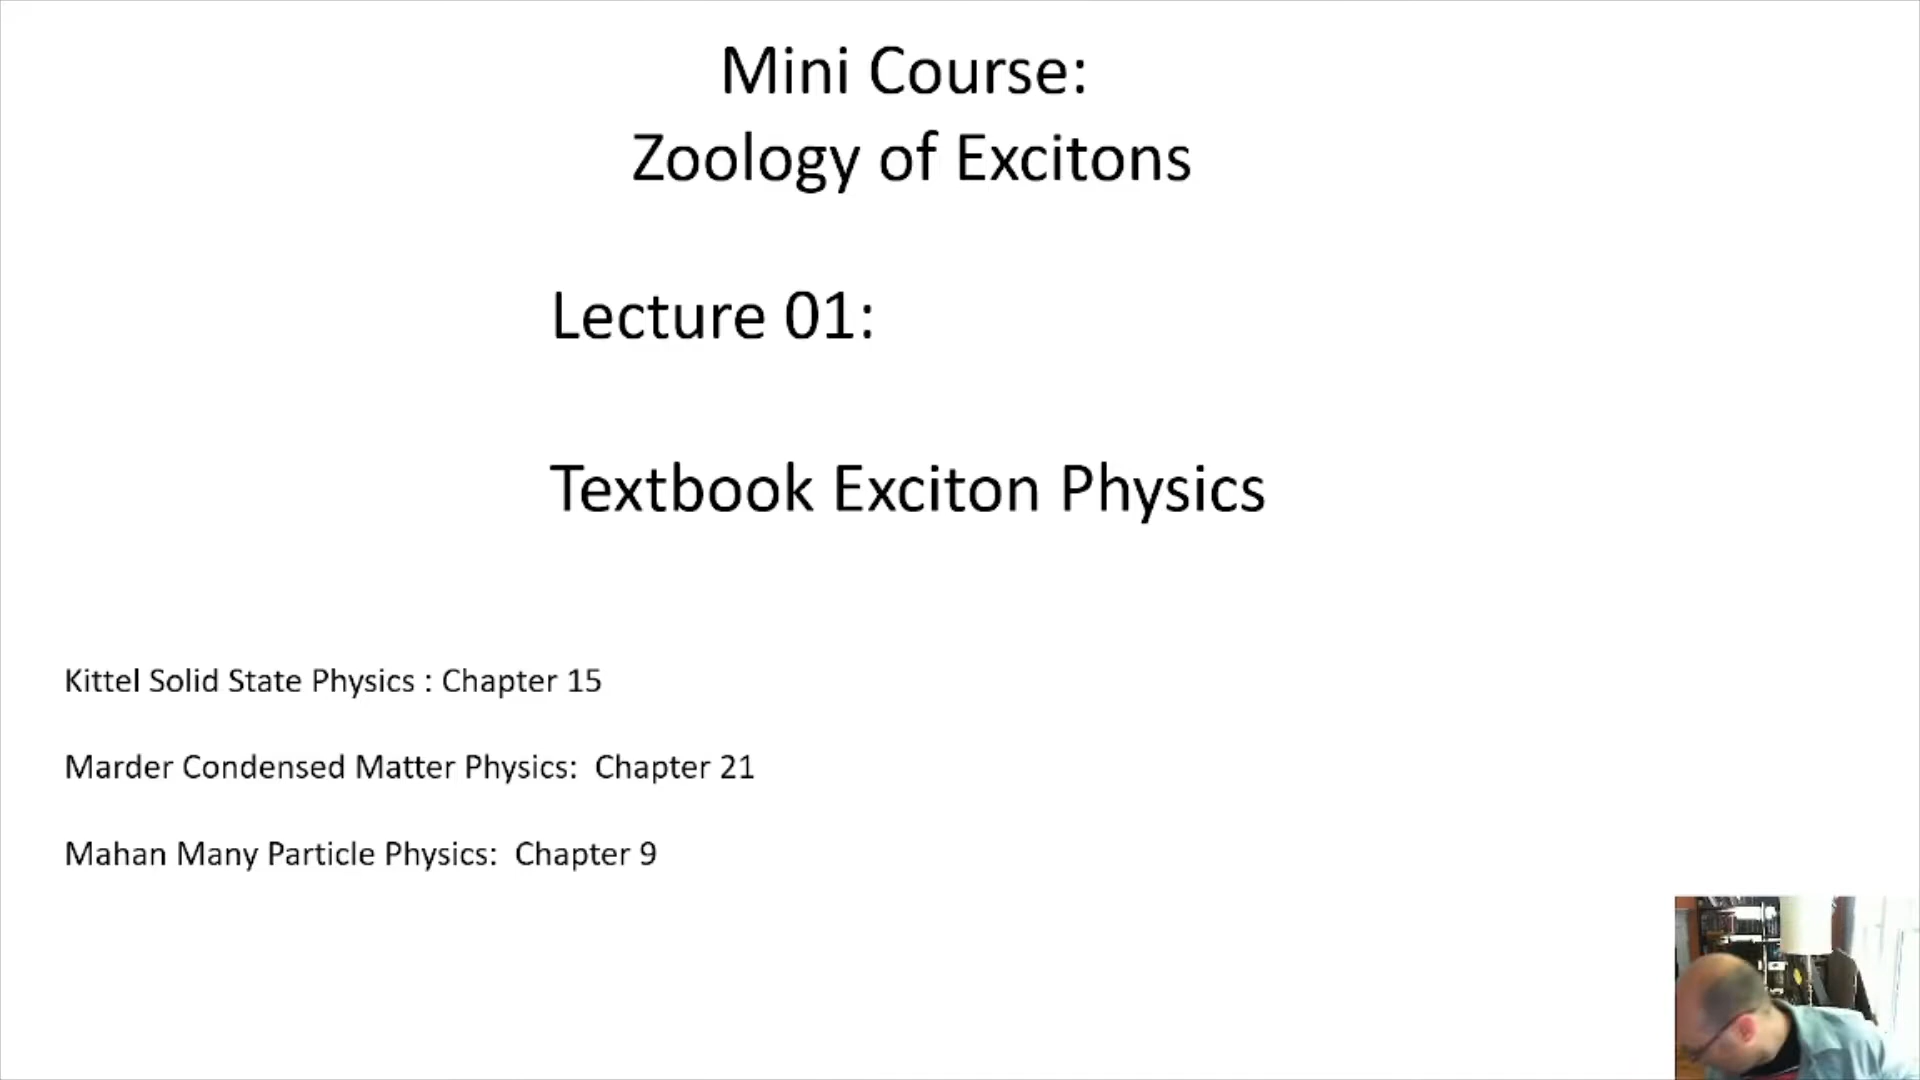 Mini Course:
Zoology of Excitons
Lecture 01:
Textbook Exciton Physics
Kittel Solid State Physics : Chapter 15
Marder Condensed Matter Physics:  Chapter 21
Mahan Many Particle Physics:  Chapter 9